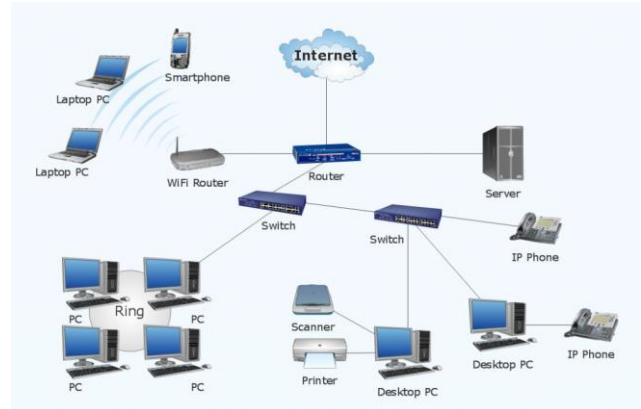 Internet
Smartphone
Laptop PC
Laptop PC
WiFi Router
Router
Server
Switch
Switch
IP Phone
PC
PC
Ring
Scanner
PC
PC
Printer
Desktop PC
Desktop PC
IP Phone